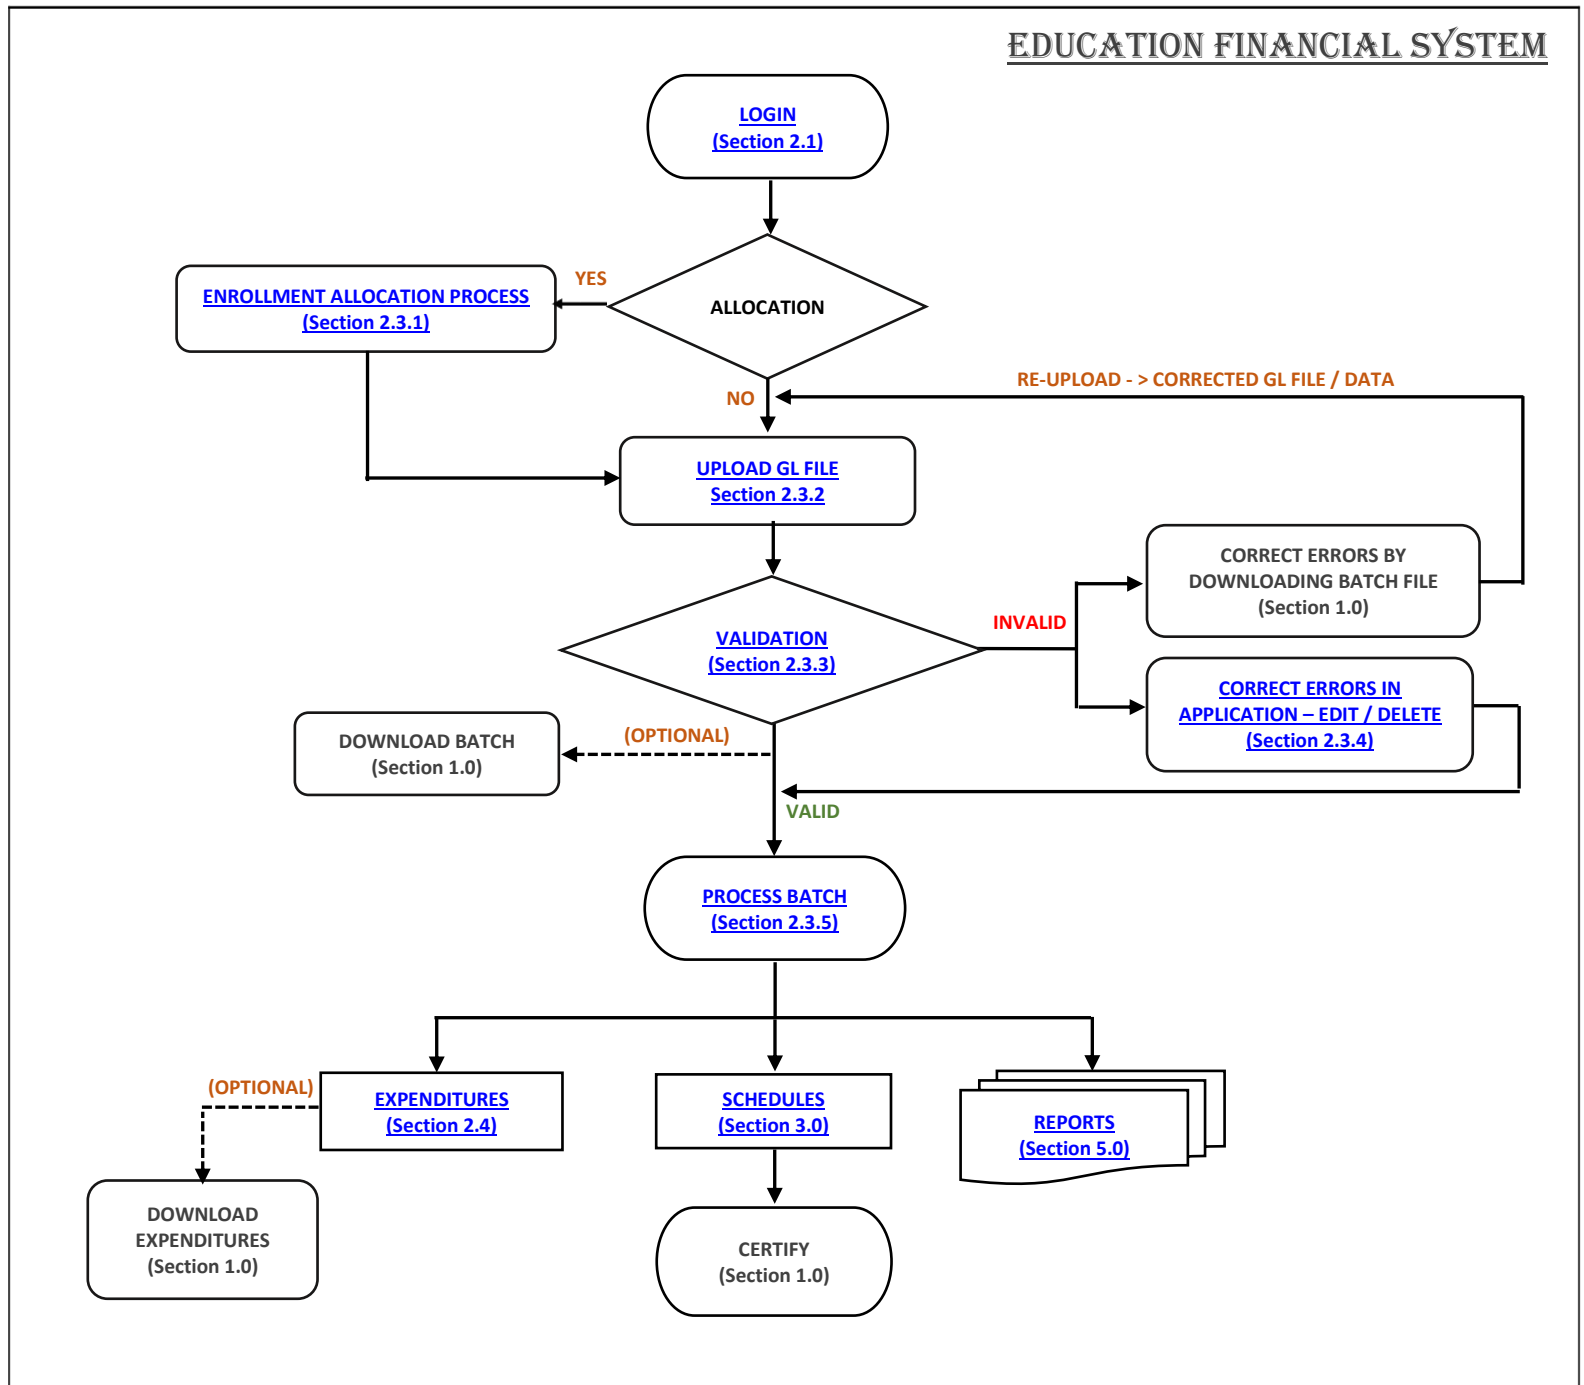 EDUCATION FINANCIAL SYSTEM
LOGIN
(Section 2.1)
YES
ENROLLMENT ALLOCATION PROCESS
(Section 2.3.1)
ALLOCATION
RE-UPLOAD - > CORRECTED GL FILE / DATA
NO
UPLOAD GL FILE
Section 2.3.2
CORRECT ERRORS BY
DOWNLOADING BATCH FILE
(Section 1.0)
INVALID
VALIDATION
(Section 2.3.3)
CORRECT ERRORS IN
APPLICATION – EDIT / DELETE
(Section 2.3.4)
(OPTIONAL)
DOWNLOAD BATCH
(Section 1.0)
VALID
PROCESS BATCH
(Section 2.3.5)
(OPTIONAL)
EXPENDITURES
(Section 2.4)
SCHEDULES
(Section 3.0)
REPORTS
(Section 5.0)
DOWNLOAD
EXPENDITURES
(Section 1.0)
CERTIFY
(Section 1.0)